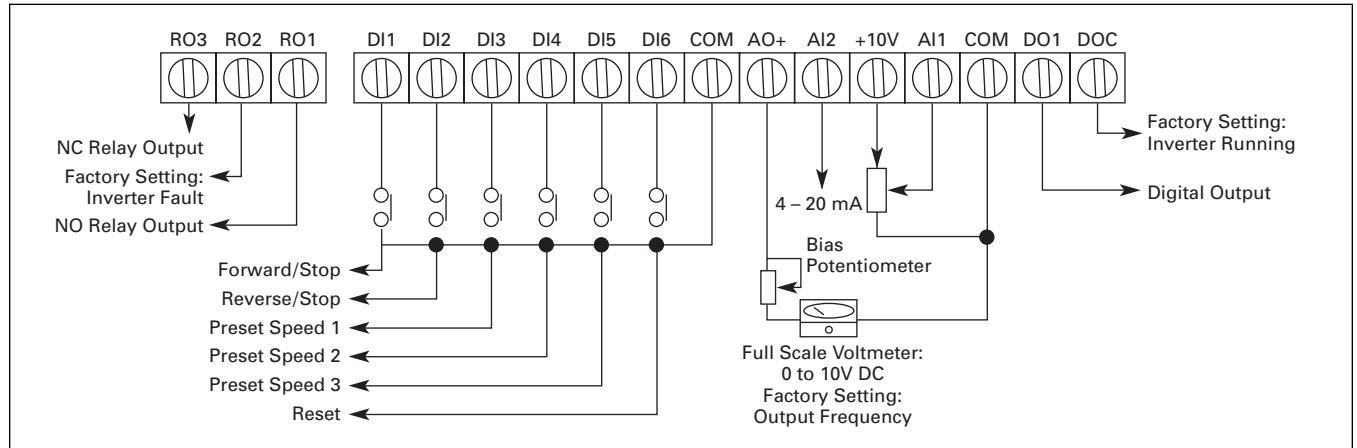 RO3 RO2 RO1 DI1 DI2 DI3 DI4 DI5 DI6 COM AO+ AI2 +10V AI1 COM DO1 DOC
NC Relay Output
Factory Setting:
Inverter Fault
NO Relay Output
Forward/Stop
Reverse/Stop
Preset Speed 1
Preset Speed 2
Preset Speed 3
Reset
4 – 20 mA
Bias
Potentiometer
Full Scale Voltmeter:
0 to 10V DC
Factory Setting:
Output Frequency
Factory Setting:
Inverter Running
Digital Output